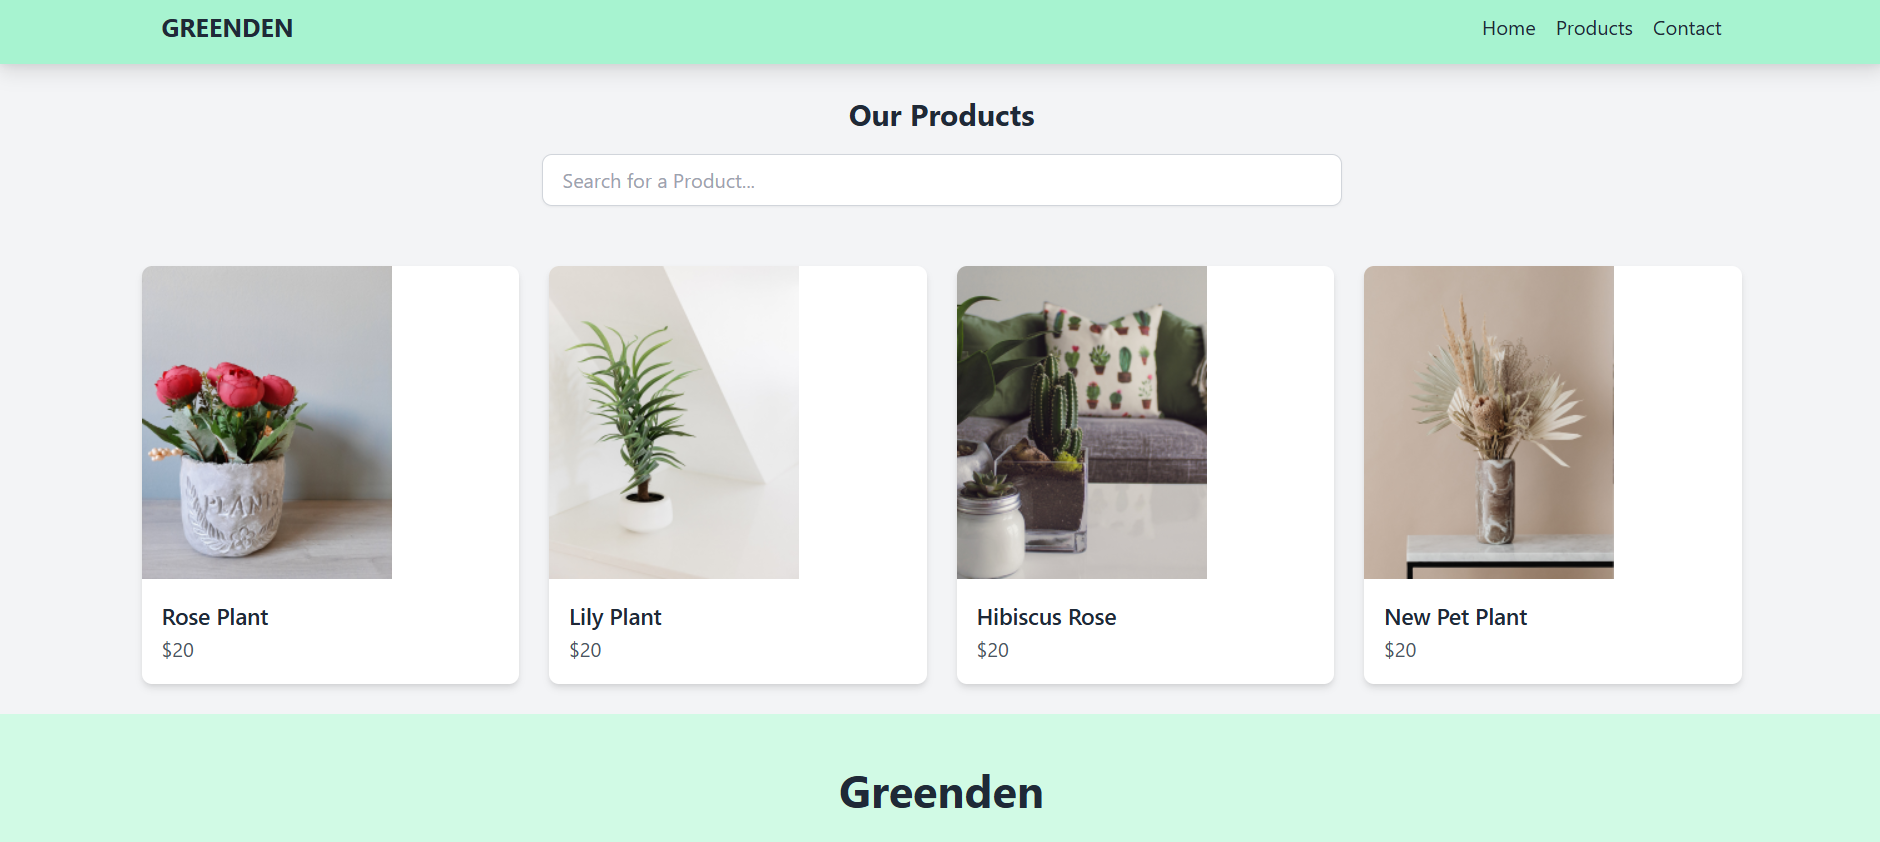 GREENDEN
Home Products Contact
Our Products
Search for a Product...
PLANTS
Rose Plant
$20
Lily Plant
$20
Hibiscus Rose
$20
New Pet Plant
$20
Greenden